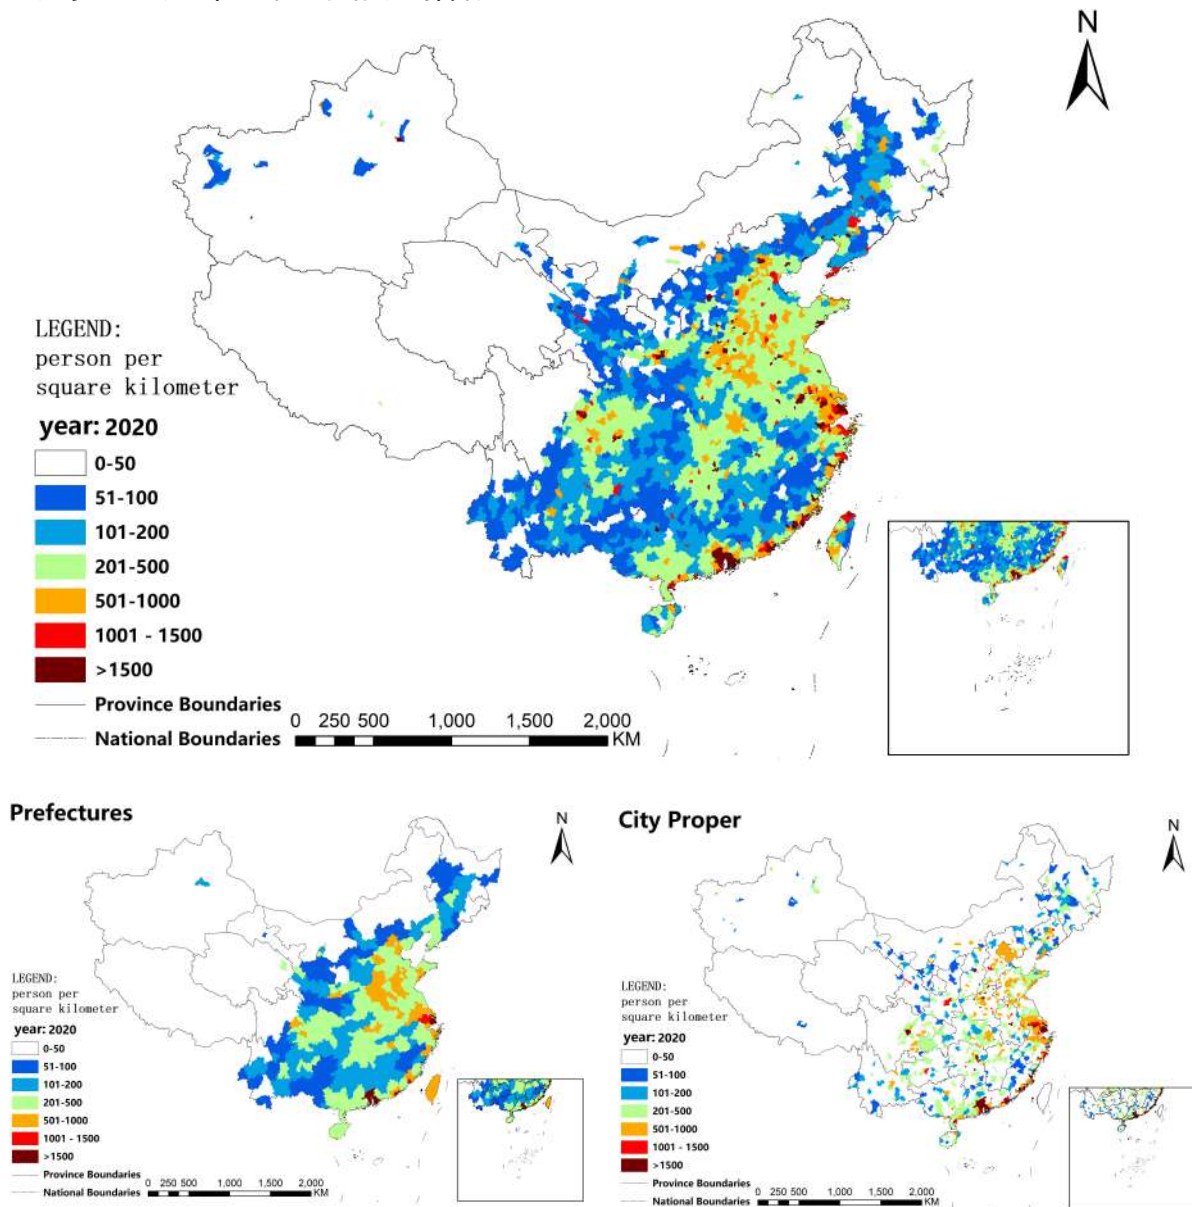 N
LEGEND:
person per
square kilometer
year: 2020
0-50
51-100
101-200
201-500
501-1000
1001 - 1500
>1500
Province Boundaries
National Boundaries
0 250 500 1,000 1,500 2,000
KM
Prefectures
N
LEGEND:
person per
square kilometer
year: 2020
0-50
51-100
101-200
201-500
501-1000
1001 - 1500
>1500
Province Boundaries
National Boundaries
0 250 500 1,000 1,500 2,000
KM
City Proper
N
LEGEND:
person per
square kilometer
year: 2020
0-50
51-100
101-200
201-500
501-1000
1001 - 1500
>1500
Province Boundaries
National Boundaries
0 250 500 1,000 1,500 2,000
KM